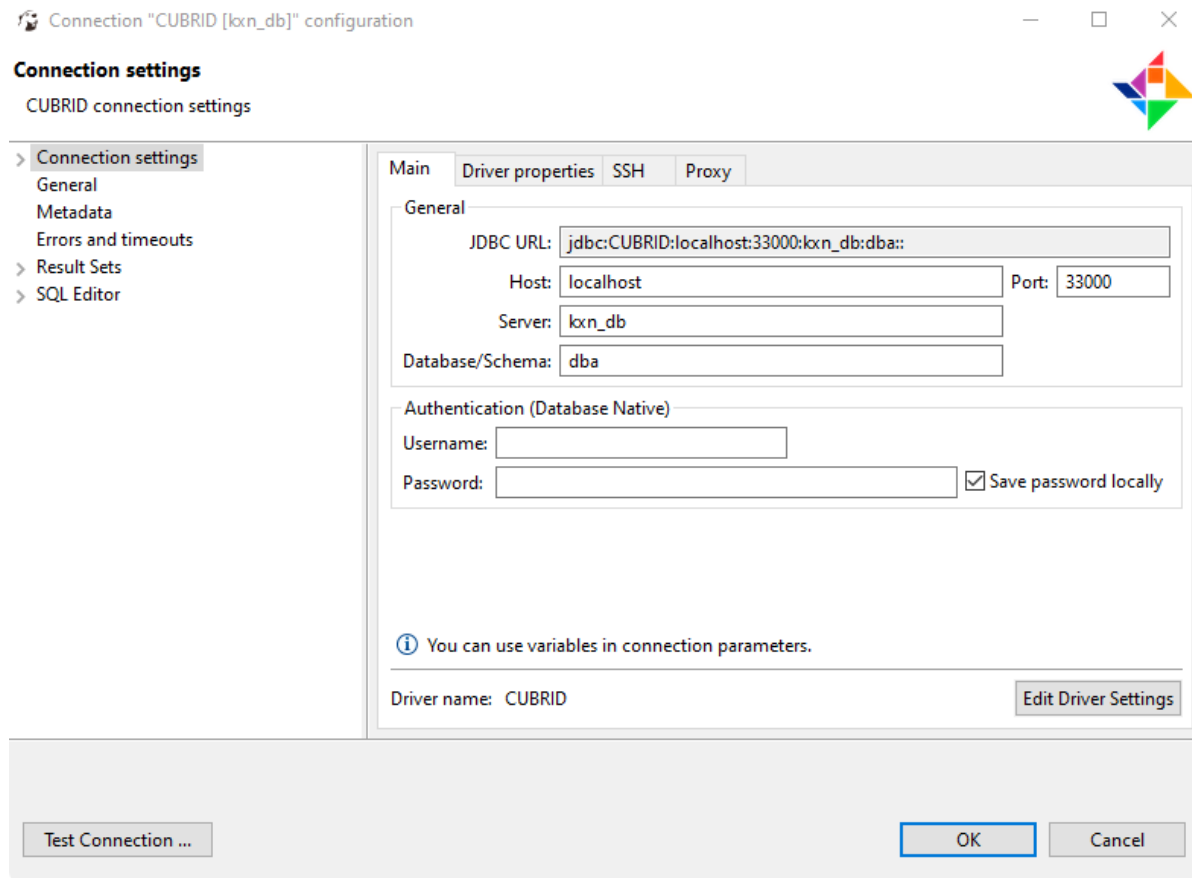 Connection "CUBRID [kxn_db]" configuration
Connection settings
CUBRID connection settings
Connection settings
General
Metadata
Errors and timeouts
Result Sets
SQL Editor
Main Driver properties SSH Proxy
General
JDBC URL: jdbc:CUBRID:localhost:33000:kxn_db:dba::
Host: localhost Port: 33000
Server: kxn_db
Database/Schema: dba
Authentication (Database Native)
Username:
Password: Save password locally
You can use variables in connection parameters.
Driver name: CUBRID Edit Driver Settings
Test Connection ... OK Cancel